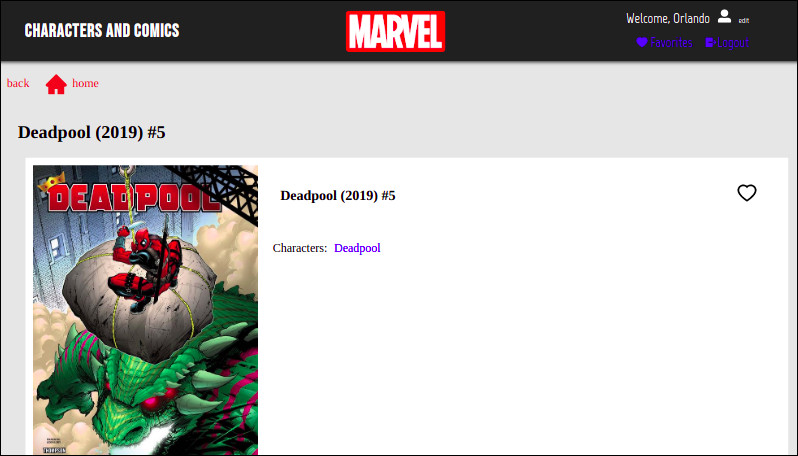 CHARACTERS AND COMICS
MARVEL
Welcome, Orlando edit
Favorites Logout
back home
Deadpool (2019) #5
DEADPOOL
Deadpool (2019) #5
Characters: Deadpool
THOMPSON